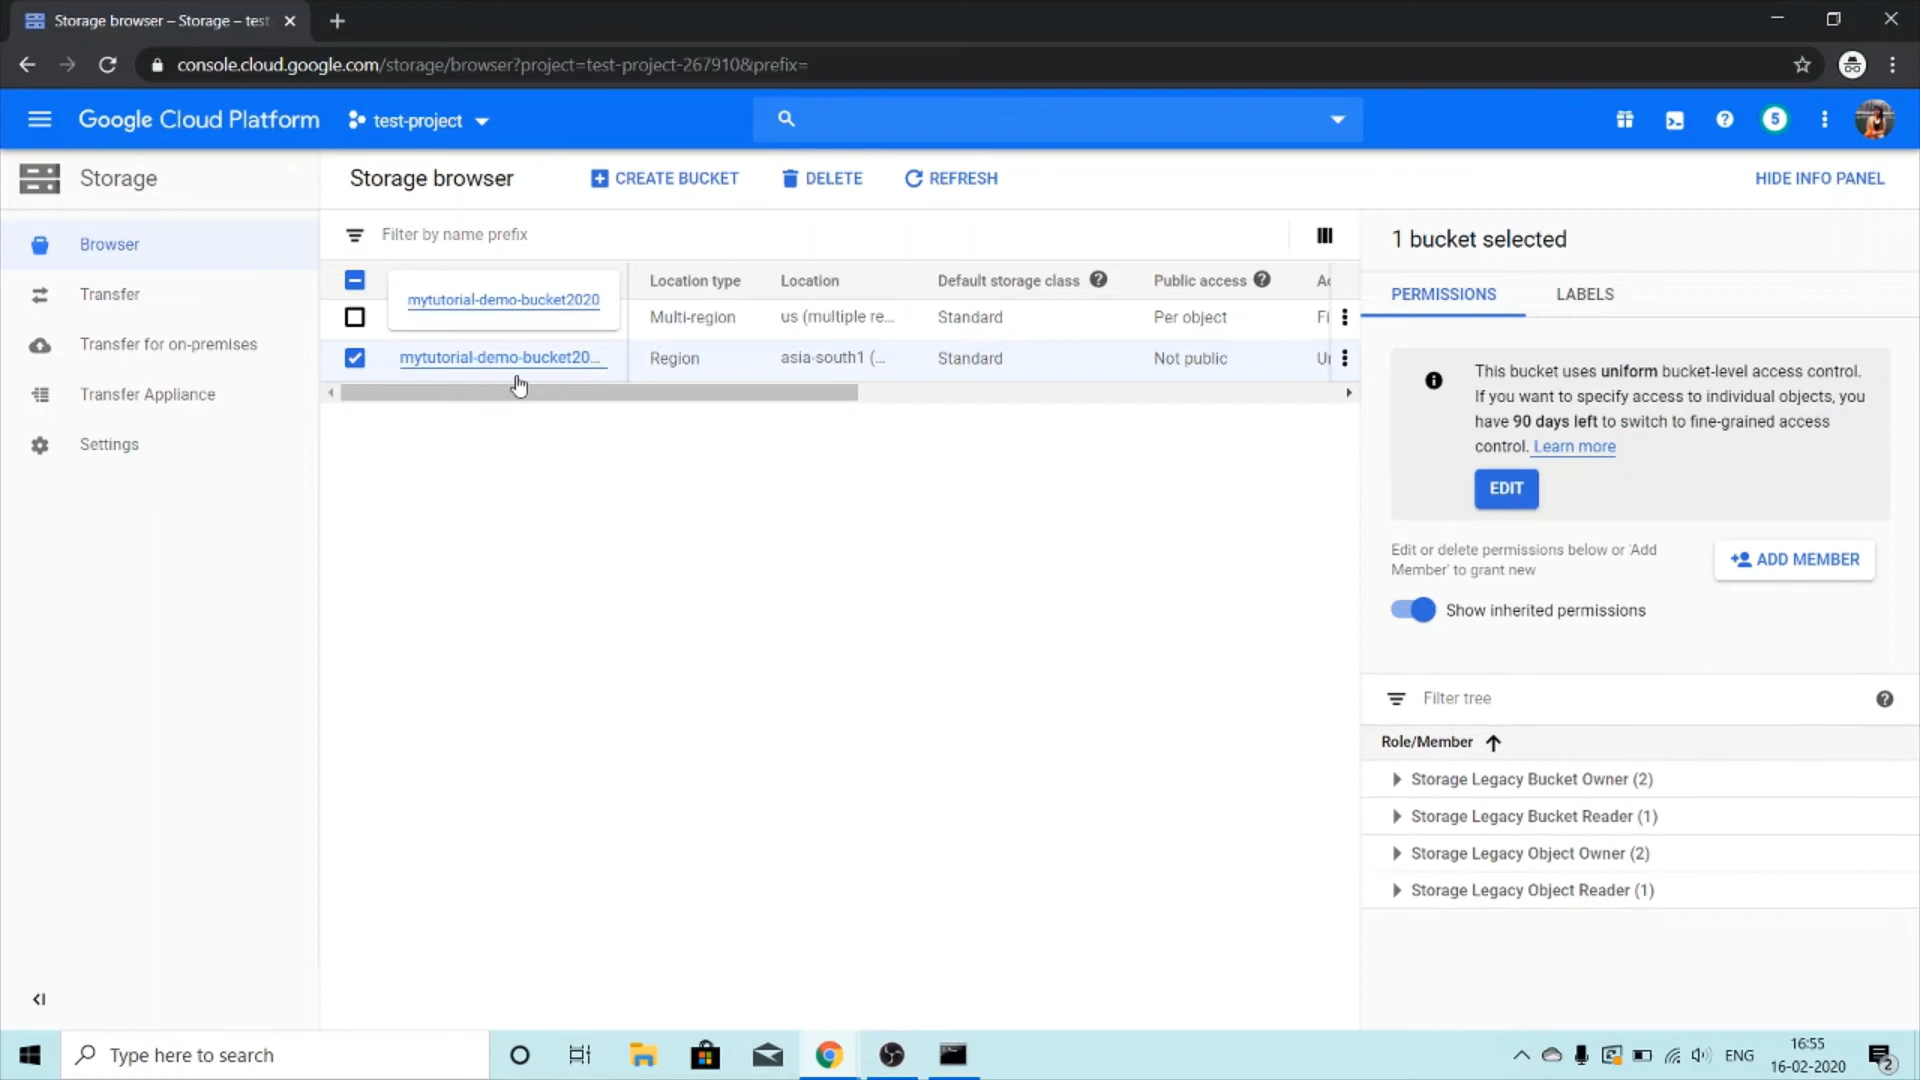 Storage browser – Storage – test
console.cloud.google.com/storage/browser?project=test-project-267910&prefix=
Google Cloud Platform
test-project
5
Storage
Storage browser
CREATE BUCKET
DELETE
REFRESH
HIDE INFO PANEL
Browser
Transfer
Transfer for on-premises
Transfer Appliance
Settings
Filter by name prefix
Location type
Location
Default storage class
Public access
mytutorial-demo-bucket2020
Multi-region
us (multiple re...
Standard
Per object
Fi
mytutorial-demo-bucket20...
Region
asia-south1 (...
Standard
Not public
1 bucket selected
PERMISSIONS
LABELS
This bucket uses uniform bucket-level access control.
If you want to specify access to individual objects, you
have 90 days left to switch to fine-grained access
control. Learn more
EDIT
Edit or delete permissions below or 'Add
Member' to grant new
ADD MEMBER
Show inherited permissions
Filter tree
Role/Member
Storage Legacy Bucket Owner (2)
Storage Legacy Bucket Reader (1)
Storage Legacy Object Owner (2)
Storage Legacy Object Reader (1)
Type here to search
ENG
16:55
16-02-2020
2